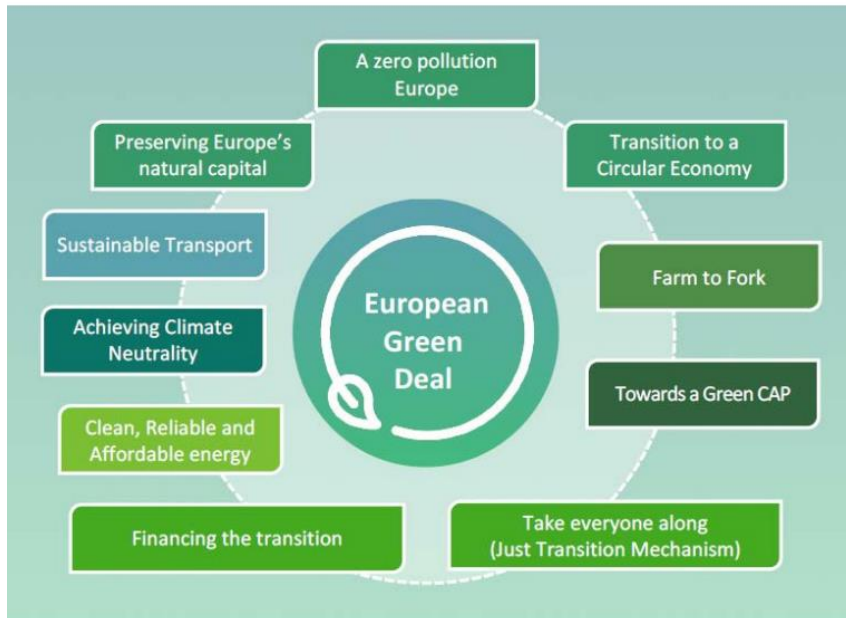 A zero pollution
Europe
Preserving Europe's
natural capital
Transition to a
Circular Economy
Sustainable Transport
Farm to Fork
European
Green
Deal
Achieving Climate
Neutrality
Towards a Green CAP
Clean, Reliable and
Affordable energy
Financing the transition
Take everyone along
(Just Transition Mechanism)